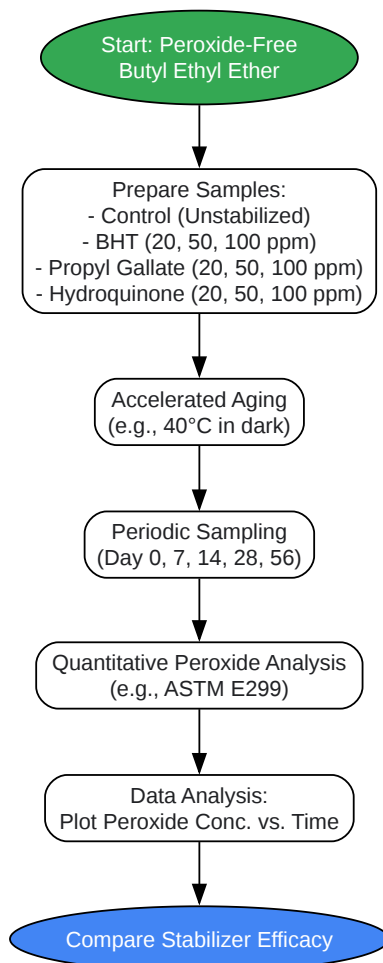 Start: Peroxide-Free
Butyl Ethyl Ether
Prepare Samples:
- Control (Unstabilized)
- BHT (20, 50, 100 ppm)
- Propyl Gallate (20, 50, 100 ppm)
- Hydroquinone (20, 50, 100 ppm)
Accelerated Aging
(e.g., 40°C in dark)
Periodic Sampling
(Day 0, 7, 14, 28, 56)
Quantitative Peroxide Analysis
(e.g., ASTM E299)
Data Analysis:
Plot Peroxide Conc. vs. Time
Compare Stabilizer Efficacy